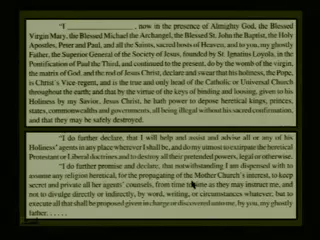 "I ____________, now in the presence of Almighty God, the Blessed
Virgin Mary, the Blessed Michael the Archangel, the Blessed St. John the Baptist, the Holy
Apostles, Peter and Paul, and all the Saints, sacred hosts of Heaven, and to you, my ghostly
Father, the Superior General of the Society of Jesus, founded by St. Ignatius Loyola, in the
Pontification of Paul the Third, and continued to the present, do by the womb of the virgin,
the matrix of God, and the rod of Jesus Christ, declare and swear that his holiness, the Pope,
is Christ's Vice regent, and is the true and only head of the Catholic or Universal Church
throughout the earth; and that by the virtue of the keys of binding and loosing, given to his
Holiness by my Savior, Jesus Christ, he hath power to depose heretical kings, princes,
states, commonwealths and governments, all being illegal without his sacred confirmation,
and that they may be safely destroyed.
"I do further declare, that I will help and assist and advise all or any of his
Holiness' agents in any place wherever I shall be, and do my utmost to extirpate the heretical
Protestant or Liberal doctrines and to destroy all their pretended powers, legal or otherwise.
"I do further promise and declare, that notwithstanding I am dispensed with to
assume any religion heretical, for the propagating of the Mother Church's interest, to keep
secret and private all her agents' counsels, from time to time as they may instruct me, and
not to divulge directly or indirectly, by word, writing, or circumstances whatever, but to
execute all that shall be proposed given in charge or discovered unto me, by you, my ghostly
father. . . . . .